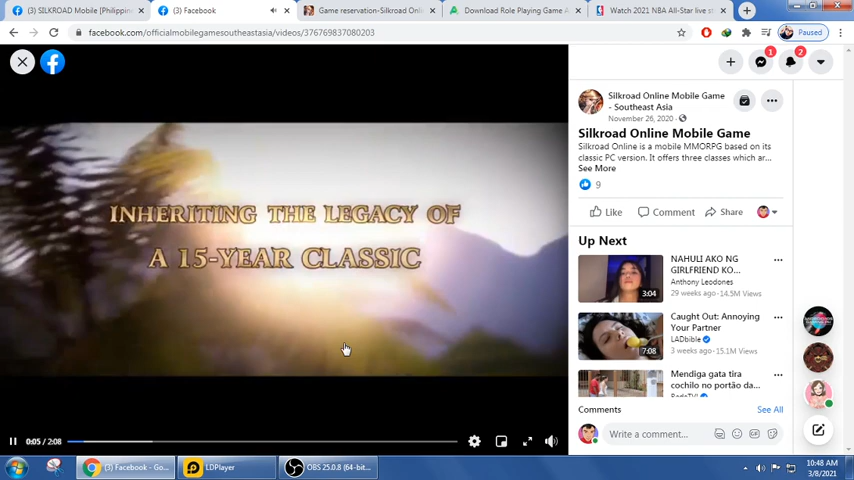 (3) SILKROAD Mobile [Philippin
(3) Facebook
Game reservation-Silkroad Onl
Download Role Playing Game A
Watch 2021 NBA All-Star live st
facebook.com/officialmobilegamesoutheastasia/videos/376769837080203
Paused
1
2
INHERITING THE LEGACY OF
A 15-YEAR CLASSIC
0:05 / 2:08
Silkroad Online Mobile Game
- Southeast Asia
November 26, 2020 ·
Silkroad Online Mobile Game
Silkroad Online is a mobile MMORPG based on its
classic PC version. It offers three classes which ar...
See More
9
Like
Comment
Share
Up Next
NAHULI AKO NG
GIRLFRIEND KO...
Anthony Leodones
29 weeks ago · 14.5M Views
3:04
Caught Out: Annoying
Your Partner
LADbible
3 weeks ago · 15.1M Views
7:08
Mendiga gata tira
cochilo no portão da...
RedeTV!
Comments
See All
Write a comment...
(3) Facebook - Go...
LDPlayer
OBS 25.0.8 (64-bit...
10:48 AM
3/8/2021